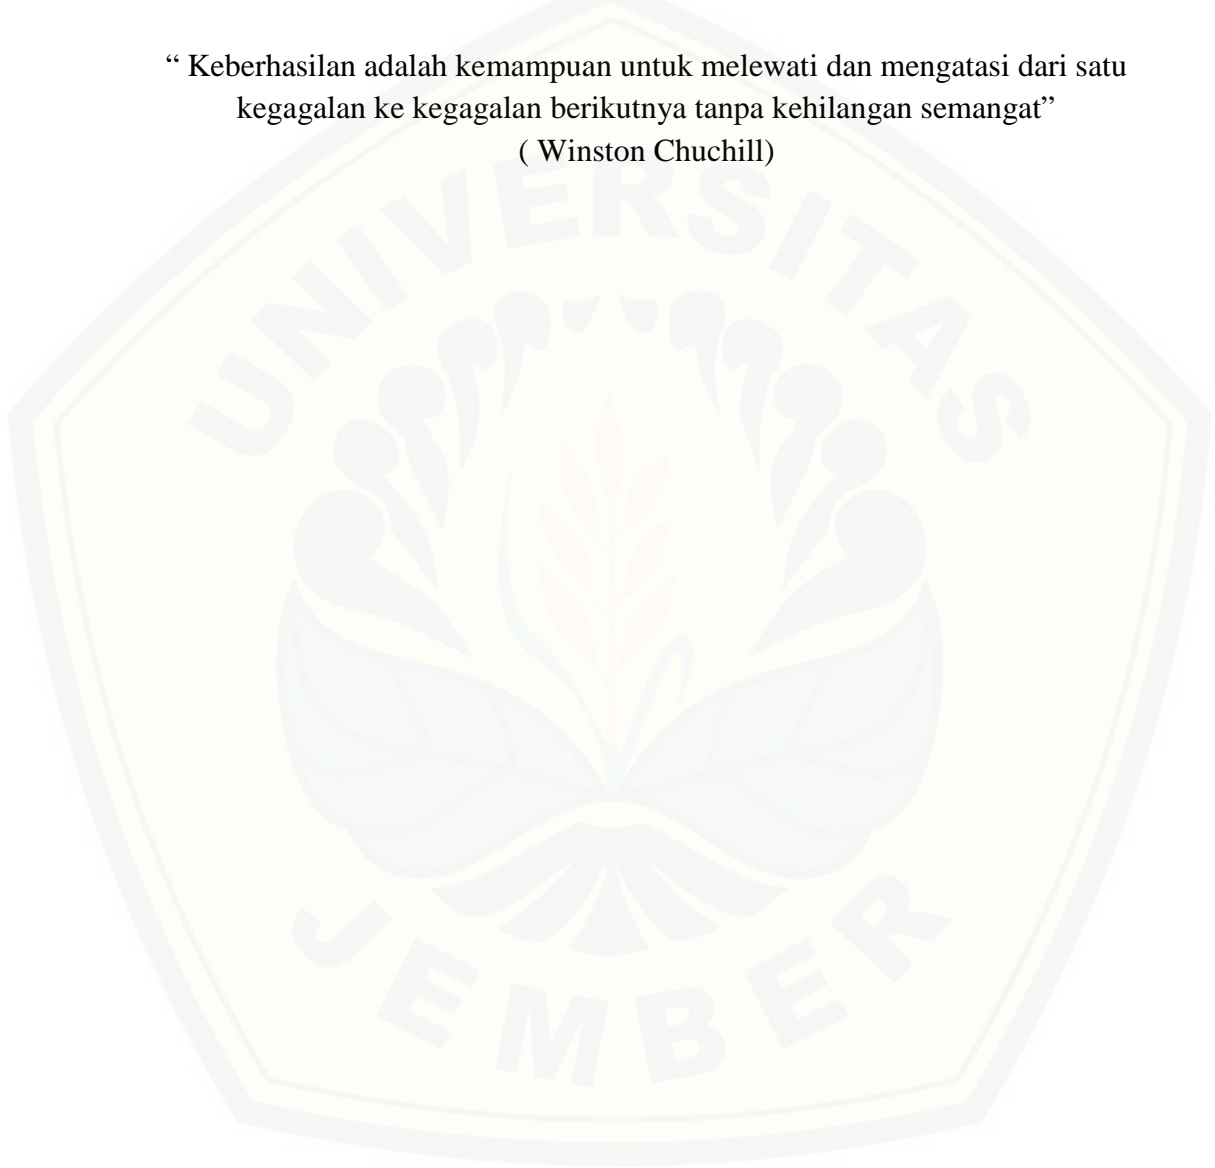 “ Keberhasilan adalah kemampuan untuk melewati dan mengatasi dari satu
kegagalan ke kegagalan berikutnya tanpa kehilangan semangat”
( Winston Chuchill)
UNIVERSITAS
JEMBER